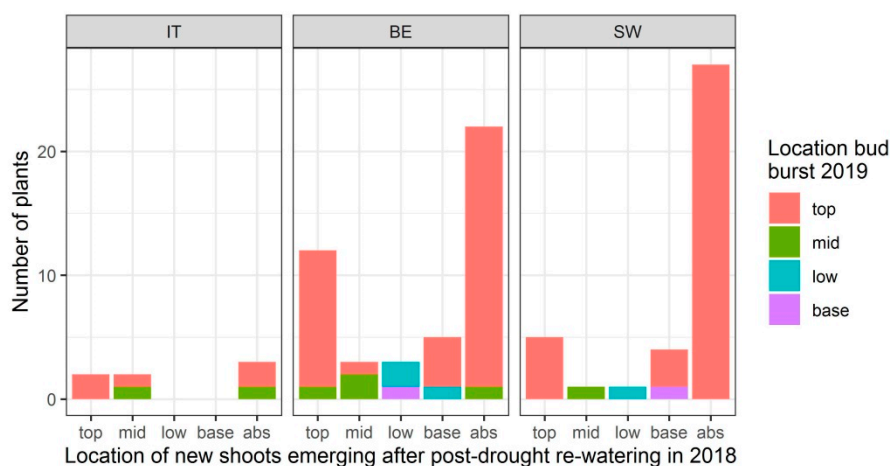 IT BE SW
Number of plants
20
10
0
top mid low base abs top mid low base abs top mid low base abs
Location of new shoots emerging after post-drought re-watering in 2018
Location bud
burst 2019
top
mid
low
base